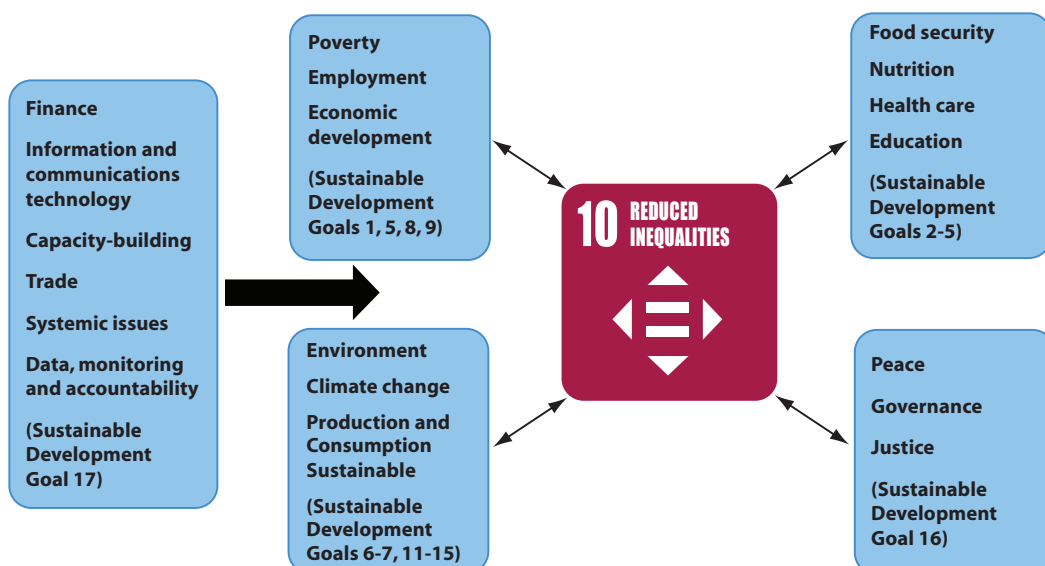 Finance
Information and
communications
technology
Capacity-building
Trade
Systemic issues
Data, monitoring
and accountability
(Sustainable
Development
Goal 17)
Poverty
Employment
Economic
development
(Sustainable
Development
Goals 1, 5, 8, 9)
Environment
Climate change
Production and
Consumption
Sustainable
(Sustainable
Development
Goals 6-7, 11-15)
10 REDUCED
INEQUALITIES
Food security
Nutrition
Health care
Education
(Sustainable
Development
Goals 2-5)
Peace
Governance
Justice
(Sustainable
Development
Goal 16)